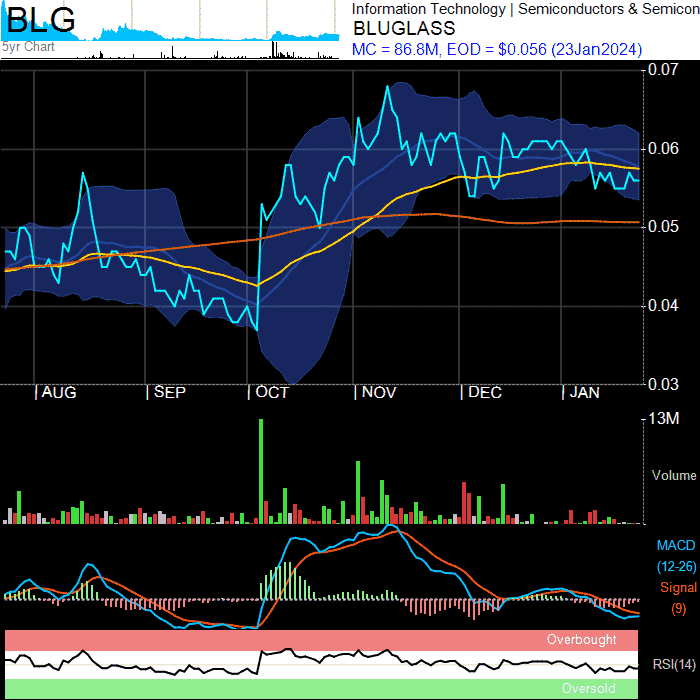 BLG
5yr Chart
Information Technology | Semiconductors & Semicon
BLUGLASS
MC = 86.8M, EOD = $0.056 (23Jan2024)
0.07
0.06
0.05
0.04
0.03
| AUG | SEP | OCT | NOV | DEC | JAN
13M
Volume
MACD
(12-26)
Signal
(9)
Overbought
RSI(14)
Oversold